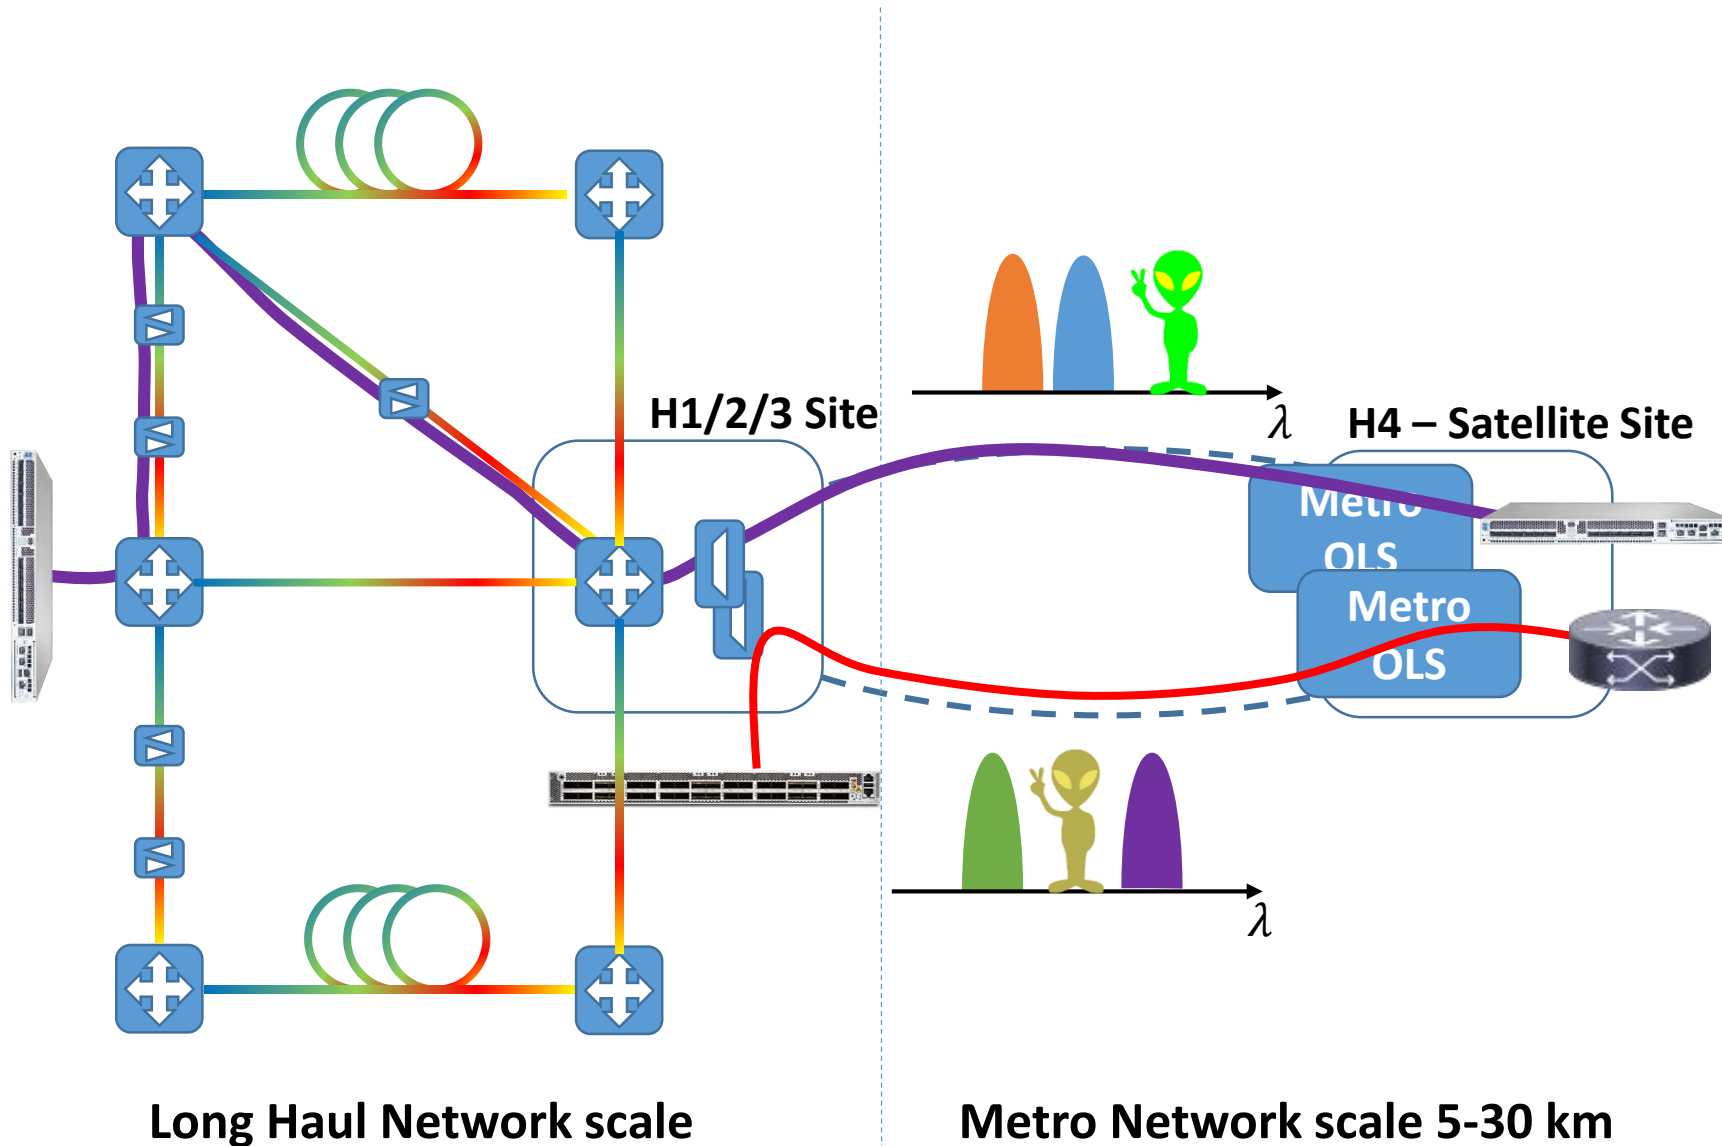 H1/2/3 Site
λ
H4 – Satellite Site
Metro
OLS
Metro
OLS
λ
Long Haul Network scale
Metro Network scale 5-30 km